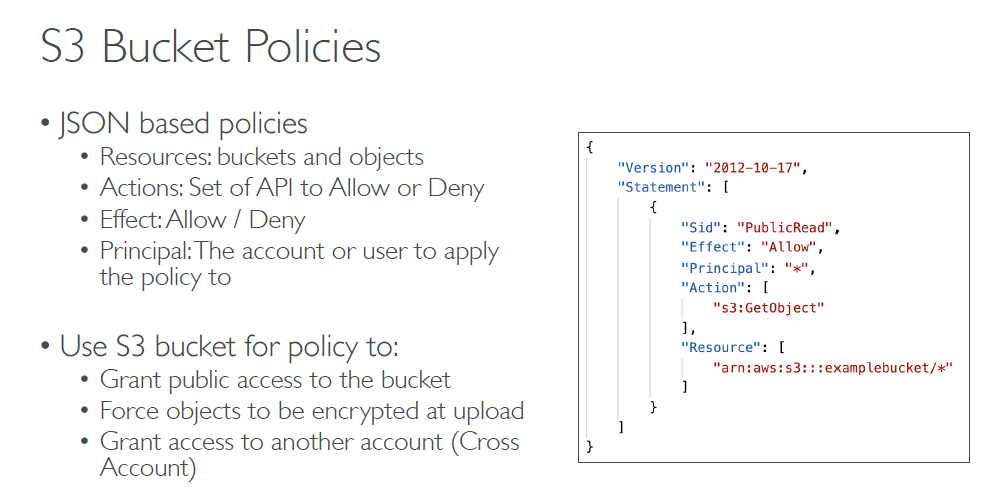 S3 Bucket Policies
• JSON based policies
• Resources: buckets and objects
• Actions: Set of API to Allow or Deny
• Effect: Allow / Deny
• Principal: The account or user to apply
the policy to
• Use S3 bucket for policy to:
• Grant public access to the bucket
• Force objects to be encrypted at upload
• Grant access to another account (Cross
Account)
{
"Version": "2012-10-17",
"Statement": [
{
"Sid": "PublicRead",
"Effect": "Allow",
"Principal": "*",
"Action": [
"s3:GetObject"
],
"Resource": [
"arn:aws:s3:::examplebucket/*"
]
}
]
}